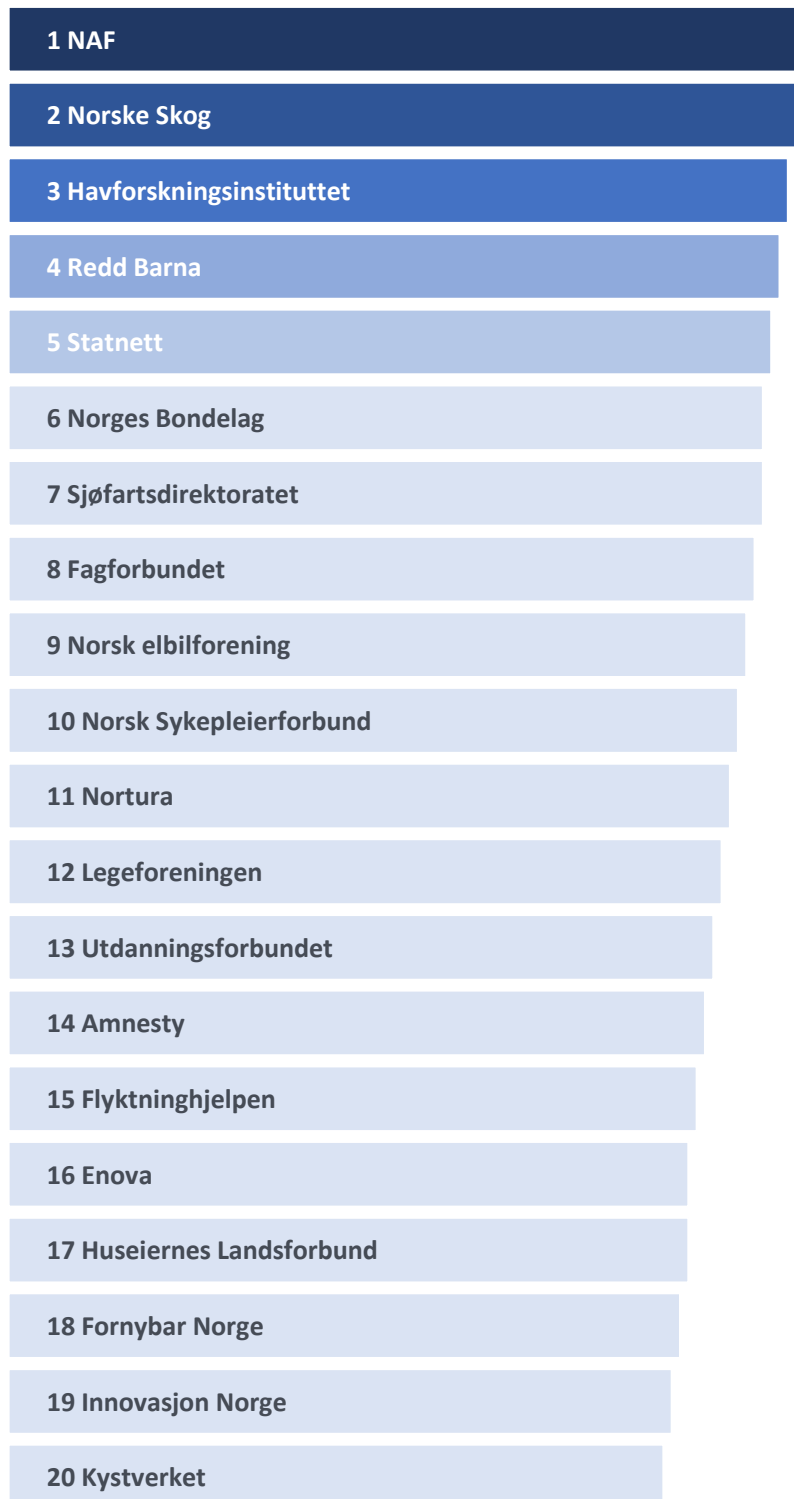 1 NAF
2 Norske Skog
3 Havforskningsinstituttet
4 Redd Barna
5 Statnett
6 Norges Bondelag
7 Sjøfartsdirektoratet
8 Fagforbundet
9 Norsk elbilforening
10 Norsk Sykepleierforbund
11 Nortura
12 Legeforeningen
13 Utdanningsforbundet
14 Amnesty
15 Flyktninghjelpen
16 Enova
17 Huseiernes Landsforbund
18 Fornybar Norge
19 Innovasjon Norge
20 Kystverket